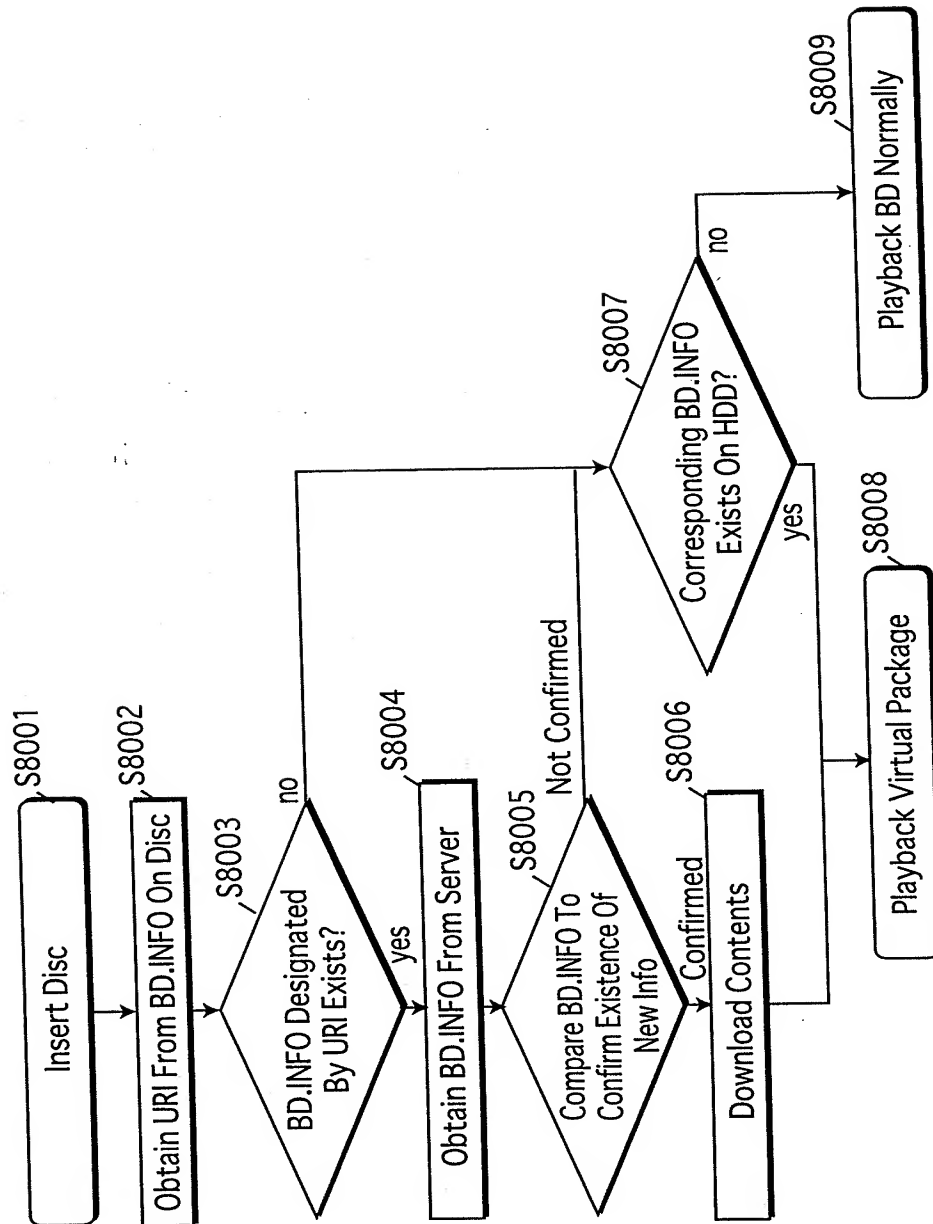 S8001
Insert Disc
S8002
Obtain URI From BD.INFO On Disc
S8003
BD.INFO Designated
By URI Exists?
no
yes
S8004
Obtain BD.INFO From Server
S8005
Compare BD.INFO To
Confirm Existence Of
New Info
Not Confirmed
Confirmed
S8006
Download Contents
S8007
Corresponding BD.INFO
Exists On HDD?
no
yes
S8008
Playback Virtual Package
S8009
Playback BD Normally